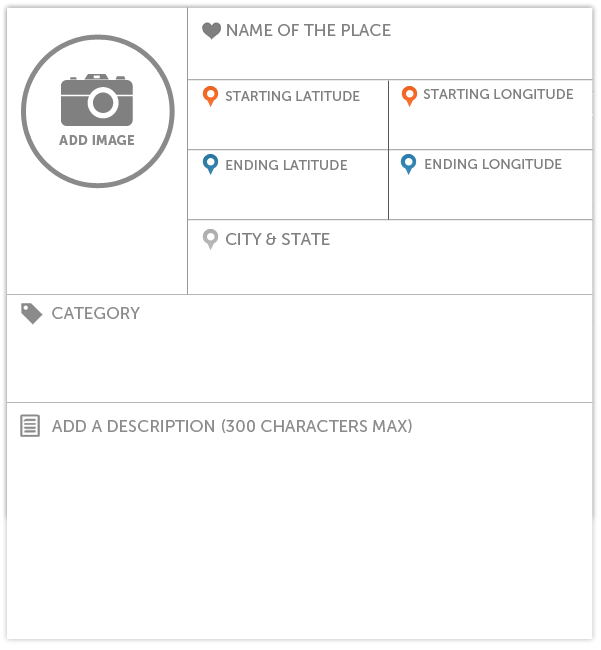 NAME OF THE PLACE
ADD IMAGE
STARTING LATITUDE
STARTING LONGITUDE
ENDING LATITUDE
ENDING LONGITUDE
CITY & STATE
CATEGORY
ADD A DESCRIPTION (300 CHARACTERS MAX)